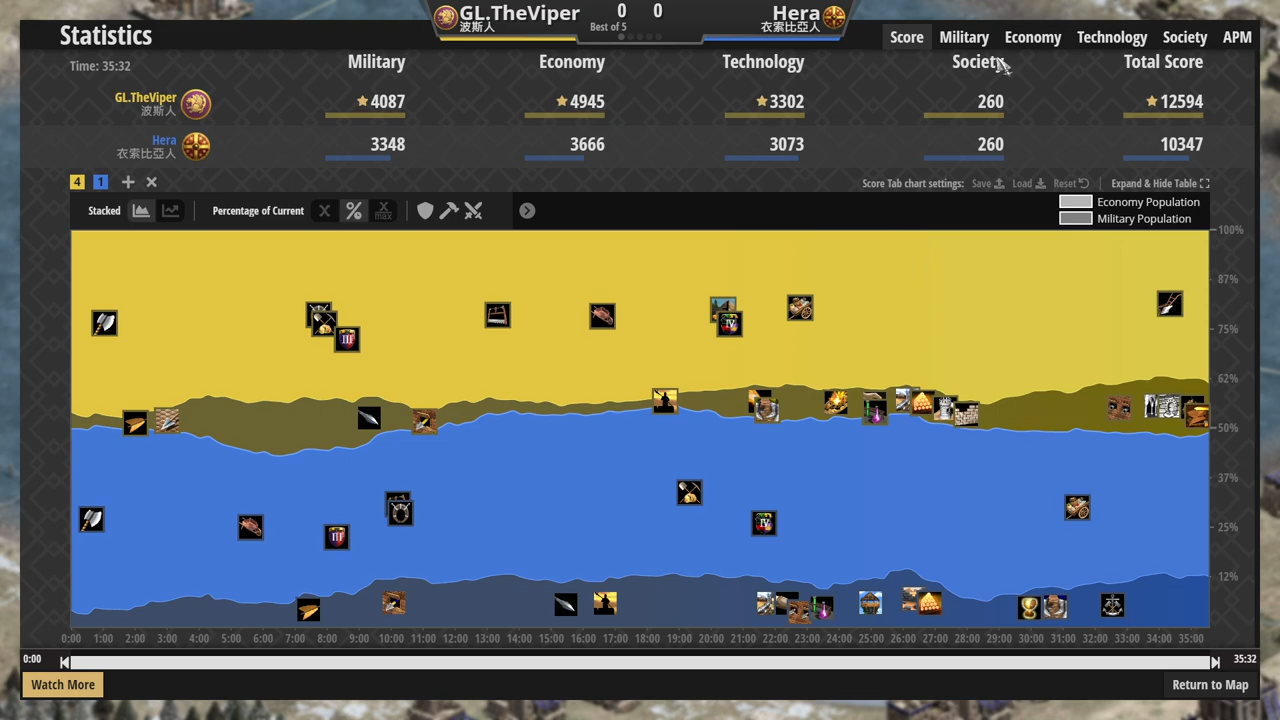 GL.TheViper 0 0 Hera
波斯人 Best of 5 衣索比亞人
Statistics
Score Military Economy Technology Society APM
Time: 35:32 Military Economy Technology Society Total Score
GL.TheViper 4087 4945 3302 260 12594
波斯人
Hera 3348 3666 3073 260 10347
衣索比亞人
4 1
Score Tab chart settings: Save Load Reset Expand & Hide Table
Stacked Percentage of Current X % X max
Economy Population
Military Population
100%
87%
75%
62%
50%
37%
25%
12%
0:00 1:00 2:00 3:00 4:00 5:00 6:00 7:00 8:00 9:00 10:00 11:00 12:00 13:00 14:00 15:00 16:00 17:00 18:00 19:00 20:00 21:00 22:00 23:00 24:00 25:00 26:00 27:00 28:00 29:00 30:00 31:00 32:00 33:00 34:00 35:00
0:00 35:32
Watch More Return to Map